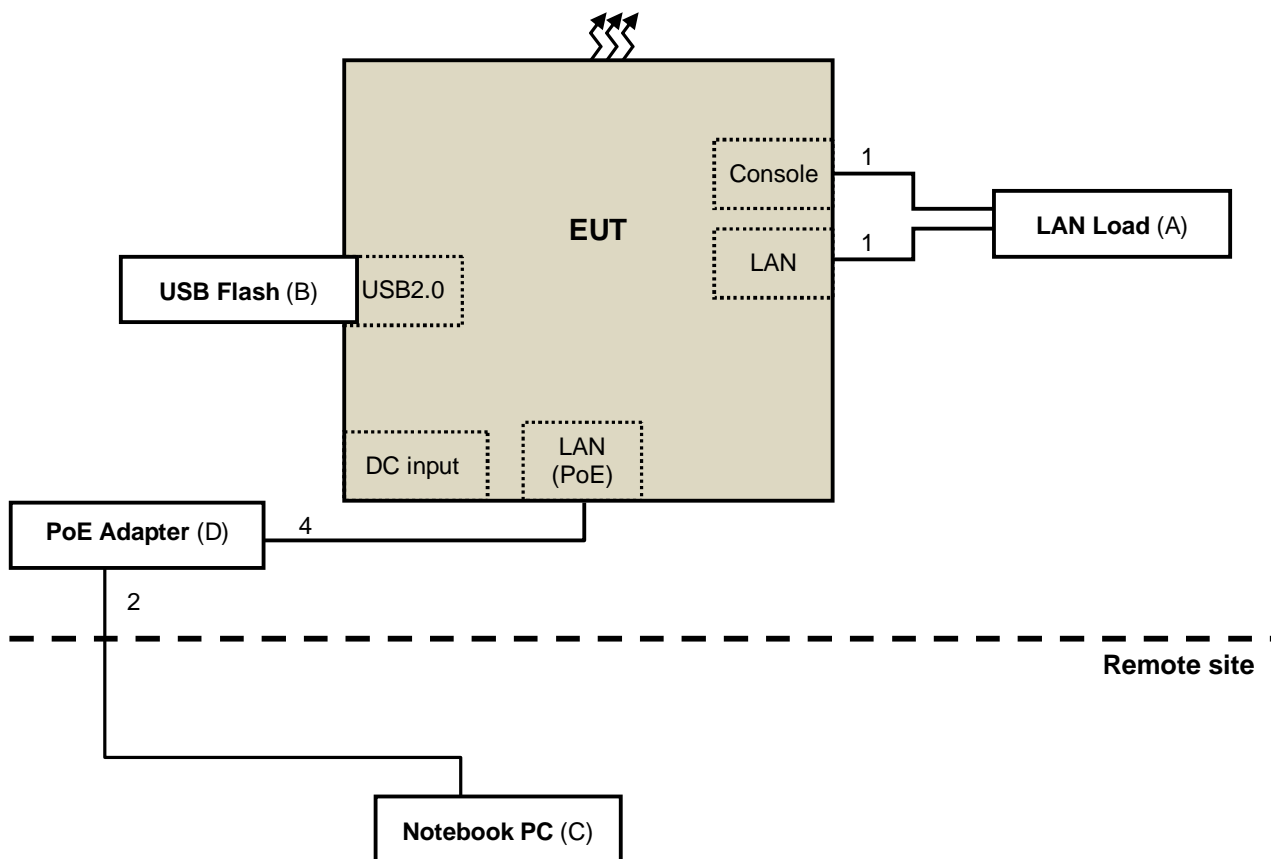 Console
1
EUT
LAN Load (A)
1
LAN
USB Flash (B)
USB2.0
DC input
LAN
(PoE)
PoE Adapter (D)
4
2
Remote site
Notebook PC (C)